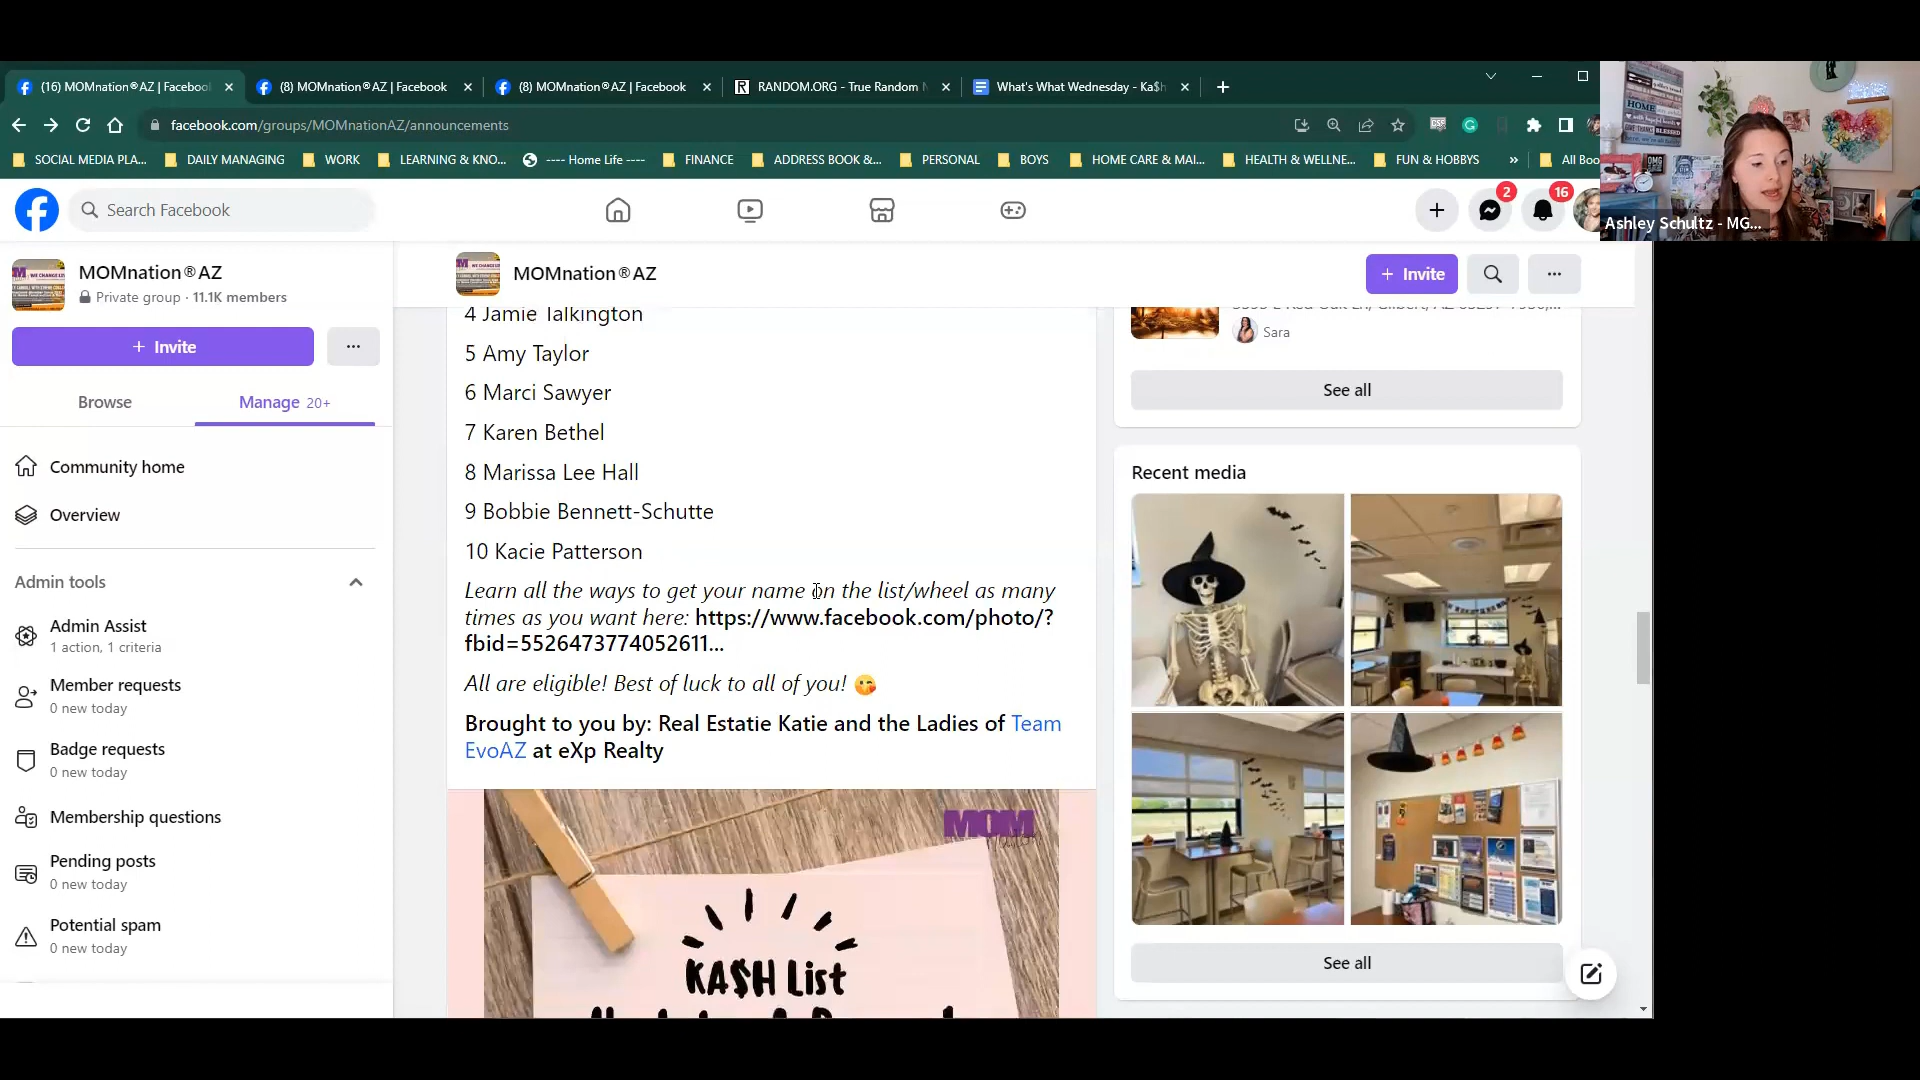 (16) MOMnation®AZ | Facebook
(8) MOMnation®AZ | Facebook
(8) MOMnation®AZ | Facebook
RANDOM.ORG - True Random N
What's What Wednesday - Ka$h
facebook.com/groups/MOMnationAZ/announcements
SOCIAL MEDIA PLA...
DAILY MANAGING
WORK
LEARNING & KNO...
---- Home Life ----
FINANCE
ADDRESS BOOK &...
PERSONAL
BOYS
HOME CARE & MAI...
HEALTH & WELLNE...
FUN & HOBBYS
»
All Boo
Ashley Schultz - MG...
Search Facebook
2
16
MOMnation®AZ
Private group · 11.1K members
+ Invite
Browse
Manage 20+
Community home
Overview
Admin tools
Admin Assist
1 action, 1 criteria
Member requests
0 new today
Badge requests
0 new today
Membership questions
Pending posts
0 new today
Potential spam
0 new today
MOMnation®AZ
+ Invite
4 Jamie Talkington
5 Amy Taylor
6 Marci Sawyer
7 Karen Bethel
8 Marissa Lee Hall
9 Bobbie Bennett-Schutte
10 Kacie Patterson
Learn all the ways to get your name on the list/wheel as many
times as you want here: https://www.facebook.com/photo/?
fbid=5526473774052611...
All are eligible! Best of luck to all of you! 😘
Brought to you by: Real Estatie Katie and the Ladies of Team
EvoAZ at eXp Realty
MOM
KA$H List
Sara
See all
Recent media
See all